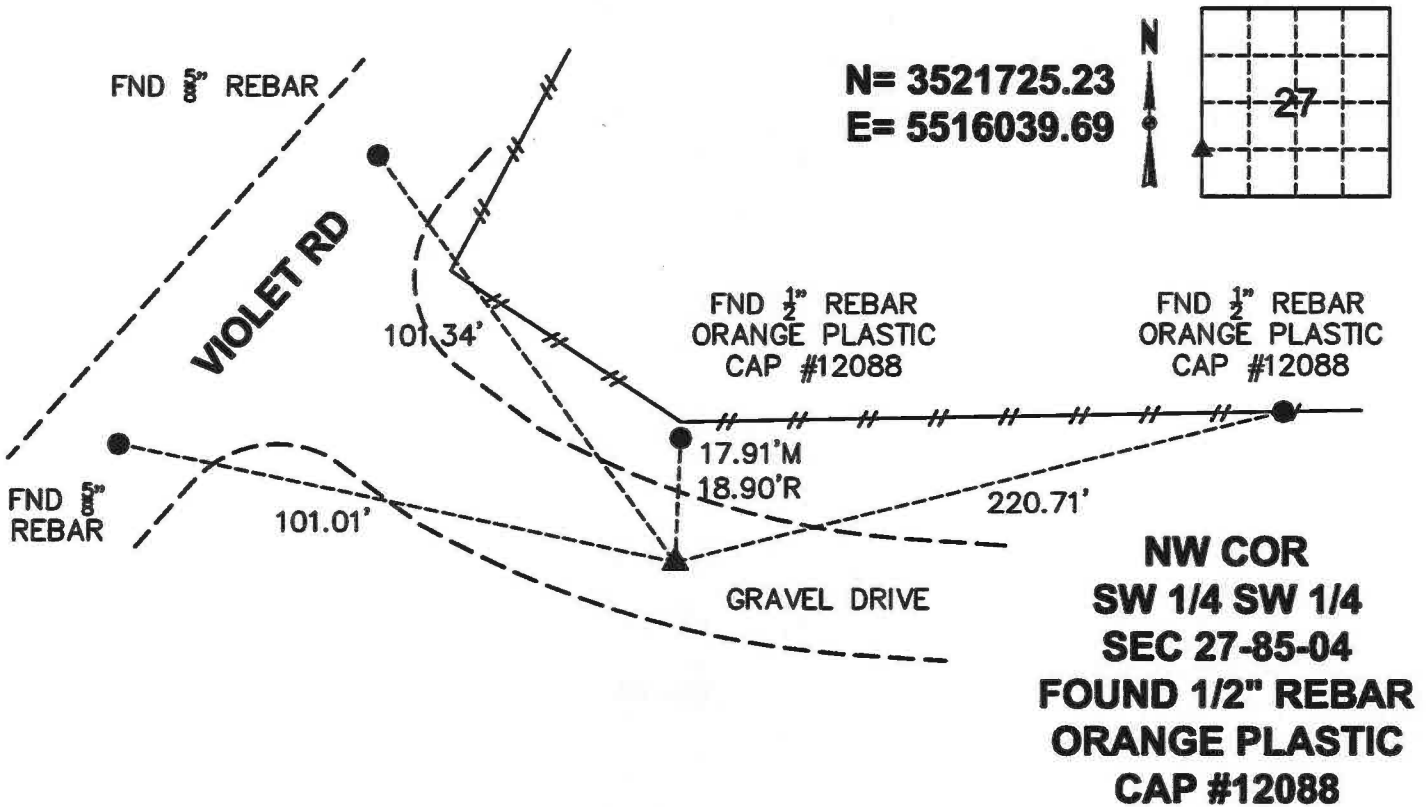 FND 5/8" REBAR
N= 3521725.23
E= 5516039.69
N
27
VIOLET RD
101.34'
FND 1/2" REBAR
ORANGE PLASTIC
CAP #12088
FND 1/2" REBAR
ORANGE PLASTIC
CAP #12088
17.91'M
18.90'R
FND 5/8"
REBAR
101.01'
220.71'
GRAVEL DRIVE
NW COR
SW 1/4 SW 1/4
SEC 27-85-04
FOUND 1/2" REBAR
ORANGE PLASTIC
CAP #12088